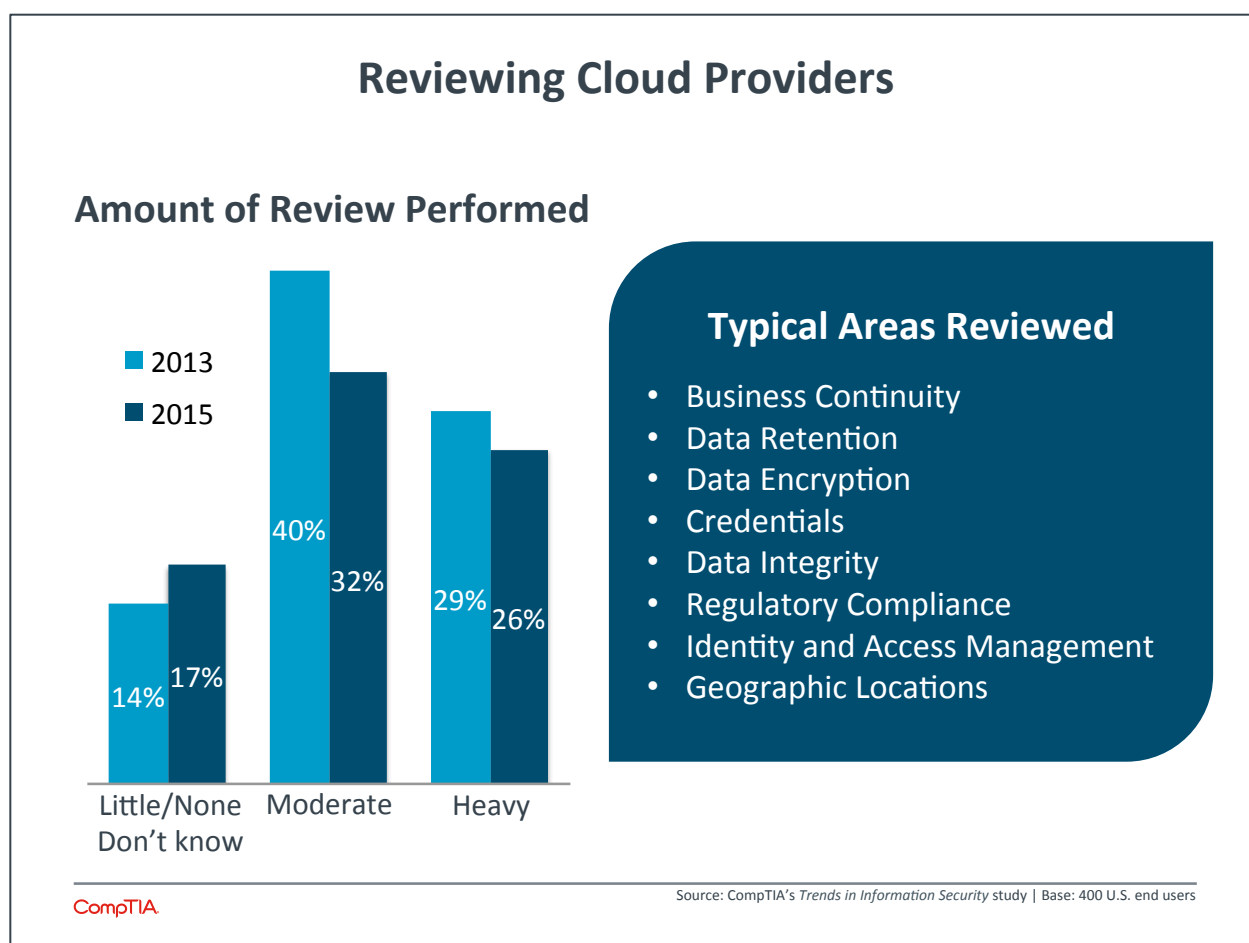 Reviewing Cloud Providers
Amount of Review Performed
2013
2015
14%
17%
40%
32%
29%
26%
Little/None
Don’t know
Moderate
Heavy
Typical Areas Reviewed
• Business Continuity
• Data Retention
• Data Encryption
• Credentials
• Data Integrity
• Regulatory Compliance
• Identity and Access Management
• Geographic Locations
CompTIA.
Source: CompTIA’s Trends in Information Security study | Base: 400 U.S. end users